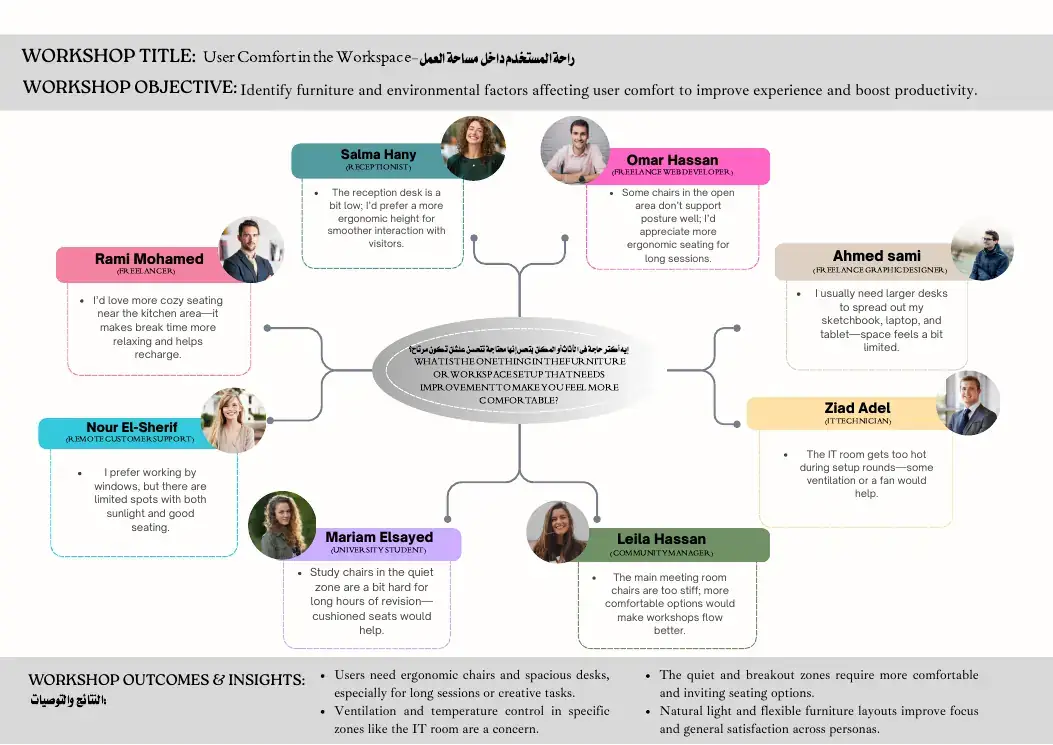 WORKSHOP TITLE: User Comfort in the Workspace- راحة المستخدم داخل مساحة العمل
WORKSHOP OBJECTIVE: Identify furniture and environmental factors affecting user comfort to improve experience and boost productivity.
Salma Hany
(RECEPTIONIST)
The reception desk is a
bit low; I'd prefer a more
ergonomic height for
smoother interaction with
visitors.
Omar Hassan
(FREELANCE WEB DEVELOPER)
Some chairs in the open
area don't support
posture well; I'd
appreciate more
ergonomic seating for
long sessions.
Rami Mohamed
(FREELANCER)
I'd love more cozy seating
near the kitchen area—it
makes break time more
relaxing and helps
recharge.
Ahmed sami
(FREELANCE GRAPHIC DESIGNER)
I usually need larger desks
to spread out my
sketchbook, laptop, and
tablet—space feels a bit
limited.
إيه أكتر حاجة في الأثاث أو المكان بتحس إنها محتاجة تتحسن علشان تكون مرتاح؟
WHAT IS THE ONE THING IN THE FURNITURE
OR WORKSPACE SETUP THAT NEEDS
IMPROVEMENT TO MAKE YOU FEEL MORE
COMFORTABLE?
Nour El-Sherif
(REMOTE CUSTOMER SUPPORT)
I prefer working by
windows, but there are
limited spots with both
sunlight and good
seating.
Ziad Adel
(IT TECHNICIAN)
The IT room gets too hot
during setup rounds—some
ventilation or a fan would
help.
Mariam Elsayed
(UNIVERSITY STUDENT)
Study chairs in the quiet
zone are a bit hard for
long hours of revision—
cushioned seats would
help.
Leila Hassan
(COMMUNITY MANAGER)
The main meeting room
chairs are too stiff; more
comfortable options would
make workshops flow
better.
WORKSHOP OUTCOMES & INSIGHTS:
النتائج والتوصيات:
Users need ergonomic chairs and spacious desks,
especially for long sessions or creative tasks.
Ventilation and temperature control in specific
zones like the IT room are a concern.
The quiet and breakout zones require more comfortable
and inviting seating options.
Natural light and flexible furniture layouts improve focus
and general satisfaction across personas.